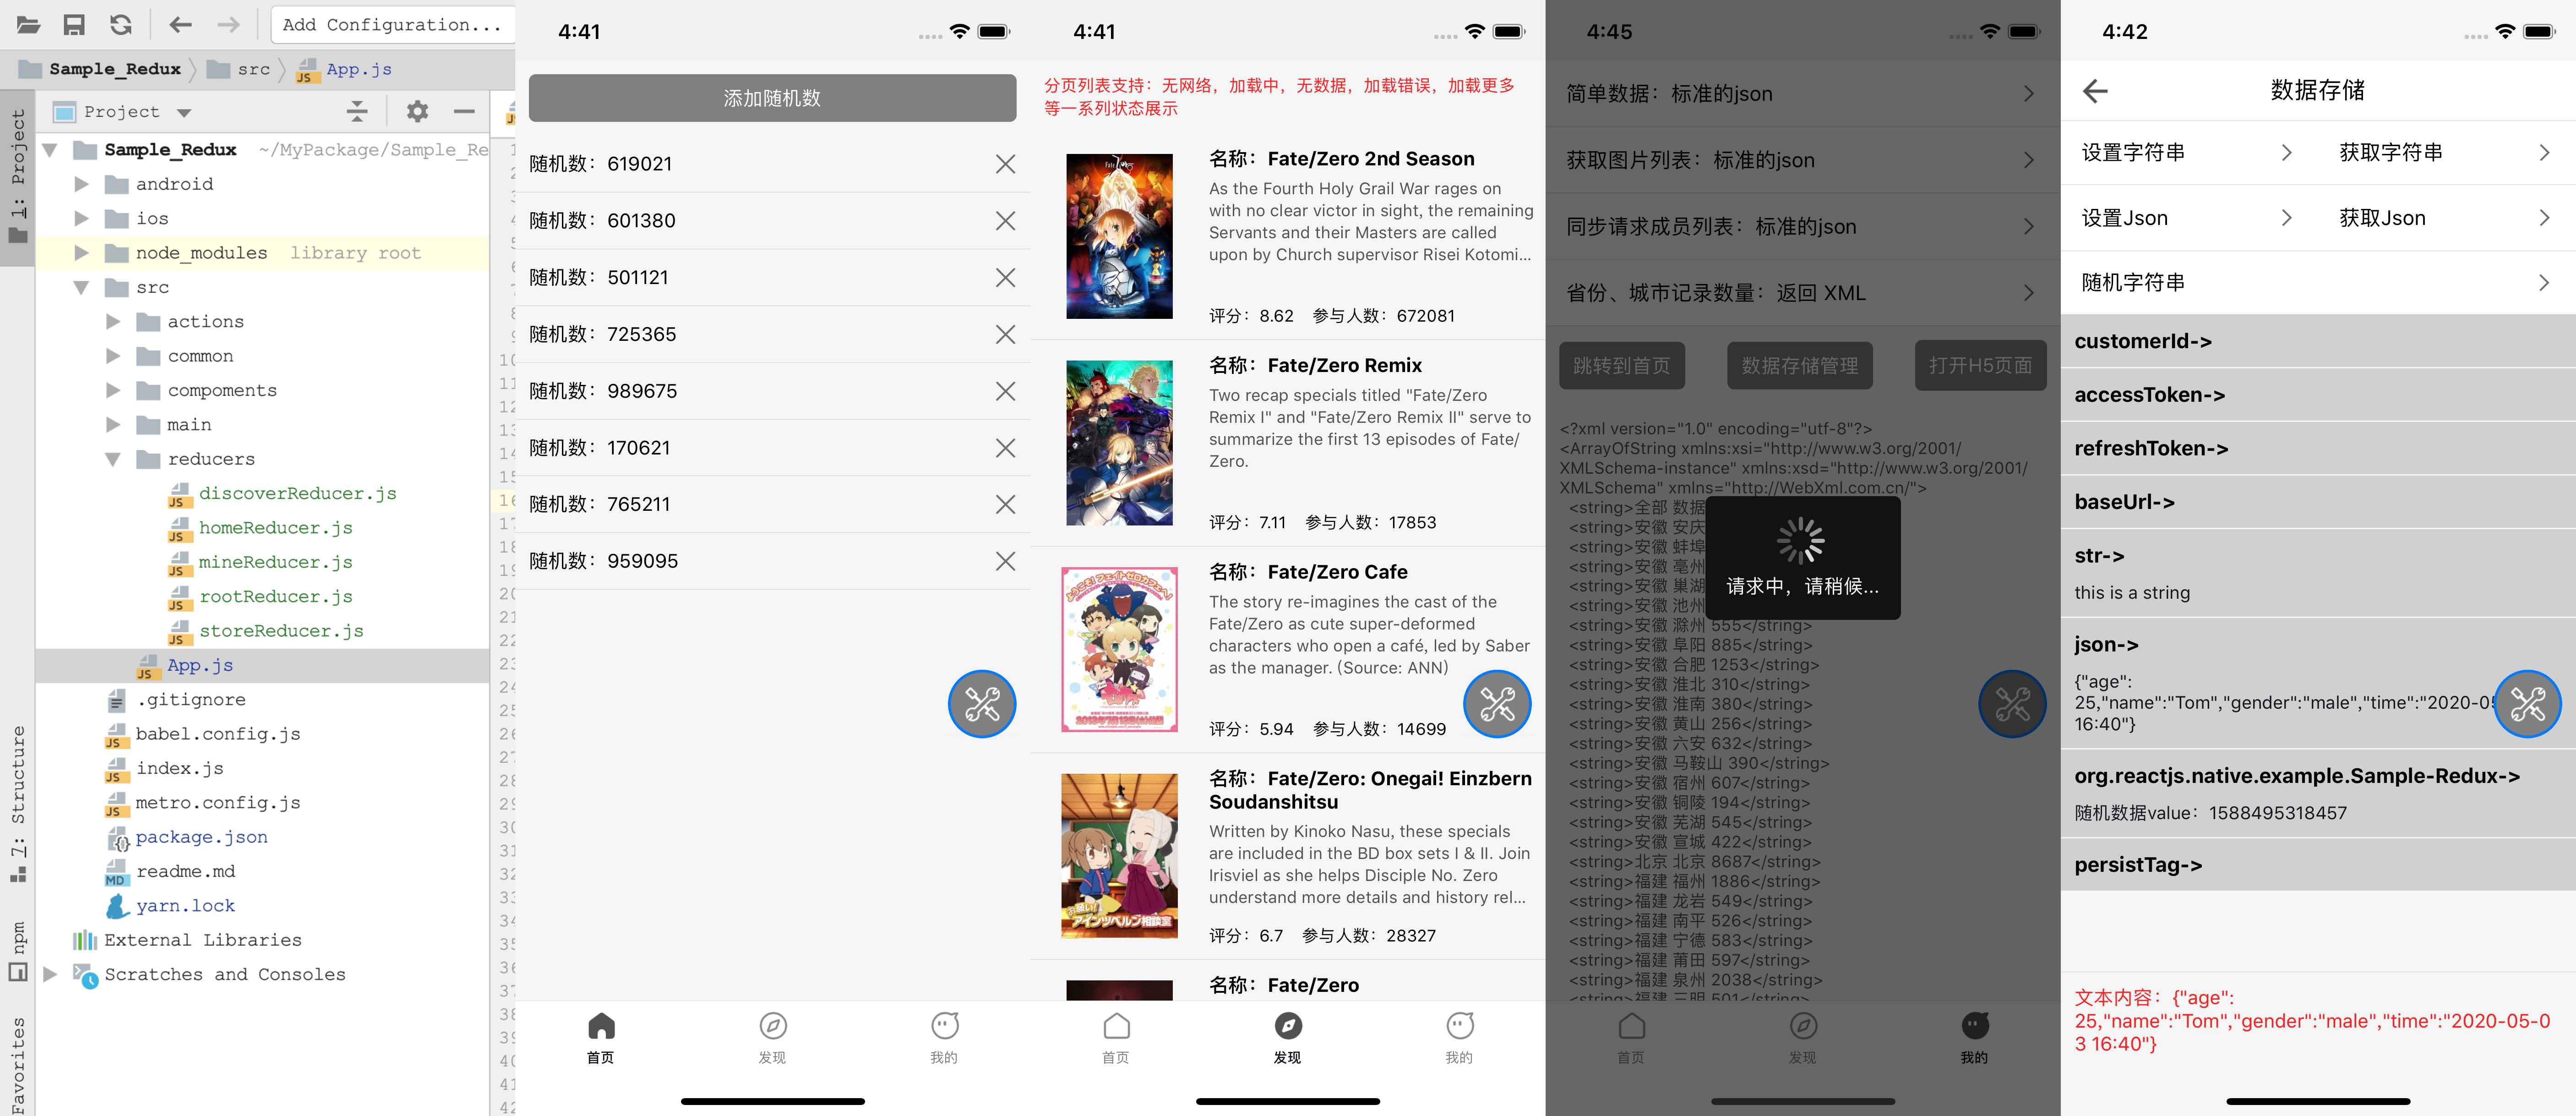 Add Configuration...
Sample_Redux
src
App.js
1: Project
7: Structure
npm
Favorites
Project
Sample_Redux ~/MyPackage/Sample_Re
android
ios
node_modules library root
src
actions
common
compoments
main
reducers
discoverReducer.js
homeReducer.js
mineReducer.js
rootReducer.js
storeReducer.js
App.js
.gitignore
babel.config.js
index.js
metro.config.js
package.json
readme.md
yarn.lock
External Libraries
Scratches and Consoles
4:41
添加随机数
随机数：619021
随机数：601380
随机数：501121
随机数：725365
随机数：989675
随机数：170621
随机数：765211
随机数：959095
首页
发现
我的
4:41
分页列表支持：无网络，加载中，无数据，加载错误，加载更多
等一系列状态展示
名称：Fate/Zero 2nd Season
As the Fourth Holy Grail War rages on
with no clear victor in sight, the remaining
Servants and their Masters are called
upon by Church supervisor Risei Kotomi...
评分：8.62 参与人数：672081
名称：Fate/Zero Remix
Two recap specials titled "Fate/Zero
Remix I" and "Fate/Zero Remix II" serve to
summarize the first 13 episodes of Fate/
Zero.
评分：7.11 参与人数：17853
名称：Fate/Zero Cafe
The story re-imagines the cast of the
Fate/Zero as cute super-deformed
characters who open a café, led by Saber
as the manager. (Source: ANN)
评分：5.94 参与人数：14699
名称：Fate/Zero: Onegai! Einzbern
Soudanshitsu
Written by Kinoko Nasu, these specials
are included in the BD box sets I & II. Join
Irisviel as she helps Disciple No. Zero
understand more details and history rel...
评分：6.7 参与人数：28327
名称：Fate/Zero
首页
发现
我的
4:45
简单数据：标准的json
获取图片列表：标准的json
同步请求成员列表：标准的json
省份、城市记录数量：返回 XML
跳转到首页
数据存储管理
打开H5页面
<?xml version="1.0" encoding="utf-8"?>
<ArrayOfString xmlns:xsi="http://www.w3.org/2001/
XMLSchema-instance" xmlns:xsd="http://www.w3.org/2001/
XMLSchema" xmlns="http://WebXml.com.cn/">
<string>全部 数据
<string>安徽 安庆
<string>安徽 蚌埠
<string>安徽 亳州
<string>安徽 巢湖
<string>安徽 池州
<string>安徽 滁州 555</string>
<string>安徽 阜阳 885</string>
<string>安徽 合肥 1253</string>
<string>安徽 淮北 310</string>
<string>安徽 淮南 380</string>
<string>安徽 黄山 256</string>
<string>安徽 六安 632</string>
<string>安徽 马鞍山 390</string>
<string>安徽 宿州 607</string>
<string>安徽 铜陵 194</string>
<string>安徽 芜湖 545</string>
<string>安徽 宣城 422</string>
<string>北京 北京 8687</string>
<string>福建 福州 1886</string>
<string>福建 龙岩 549</string>
<string>福建 南平 526</string>
<string>福建 宁德 583</string>
<string>福建 莆田 597</string>
<string>福建 泉州 2038</string>
<string>福建 三明 501</string>
请求中，请稍候...
首页
发现
我的
4:42
数据存储
设置字符串
获取字符串
设置Json
获取Json
随机字符串
customerId->
accessToken->
refreshToken->
baseUrl->
str->
this is a string
json->
{"age":
25,"name":"Tom","gender":"male","time":"2020-05
16:40"}
org.reactjs.native.example.Sample-Redux->
随机数据value：1588495318457
persistTag->
文本内容：{"age":
25,"name":"Tom","gender":"male","time":"2020-05-0
3 16:40"}